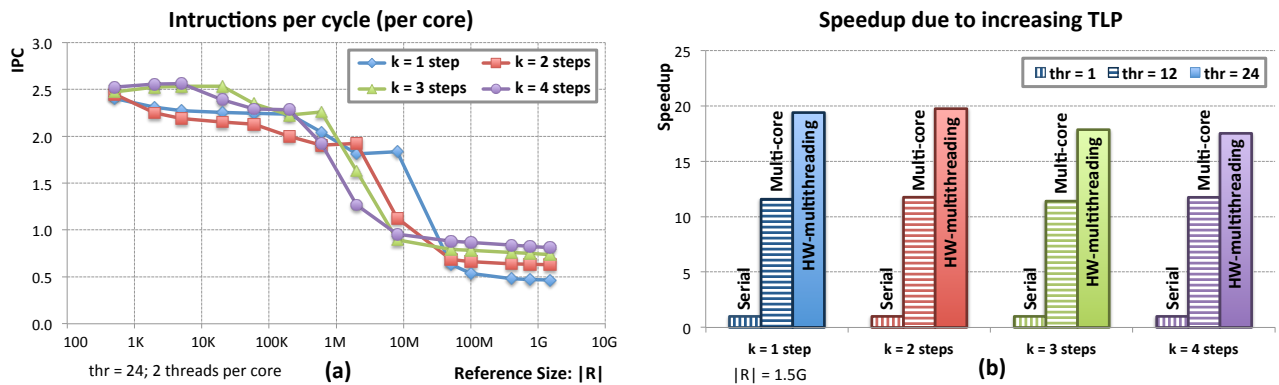 Intructions per cycle (per core)
IPC
3.0
2.5
2.0
1.5
1.0
0.5
0.0
k = 1 step
k = 2 steps
k = 3 steps
k = 4 steps
100 1K 10K 100K 1M 10M 100M 1G 10G
thr = 24; 2 threads per core
(a)
Reference Size: |R|
Speedup due to increasing TLP
Speedup
25
20
15
10
5
0
thr = 1 thr = 12 thr = 24
Serial
Multi-core
HW-multithreading
Serial
Multi-core
HW-multithreading
Serial
Multi-core
HW-multithreading
Serial
Multi-core
HW-multithreading
k = 1 step k = 2 steps k = 3 steps k = 4 steps
|R| = 1.5G
(b)